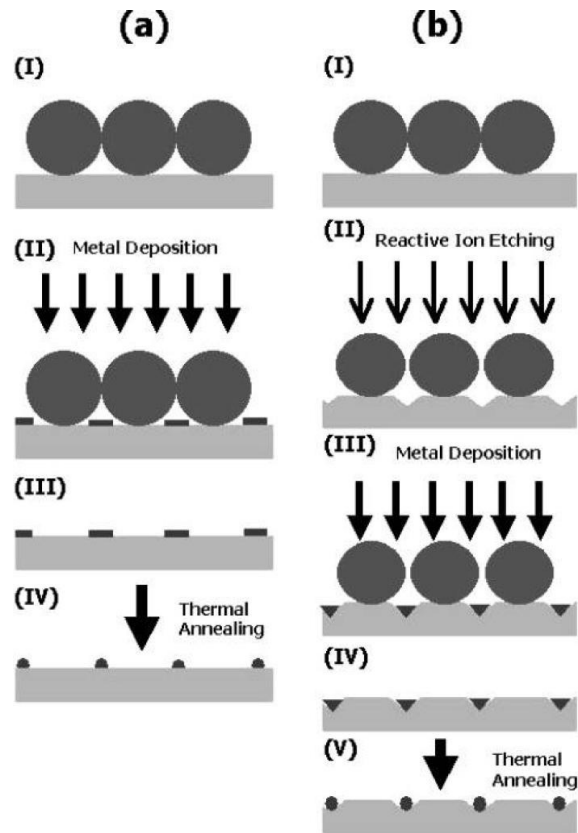 (a)
(I)
(II) Metal Deposition
(III)
(IV)
Thermal
Annealing
(b)
(I)
(II) Reactive Ion Etching
(III)
Metal Deposition
(IV)
(V)
Thermal
Annealing